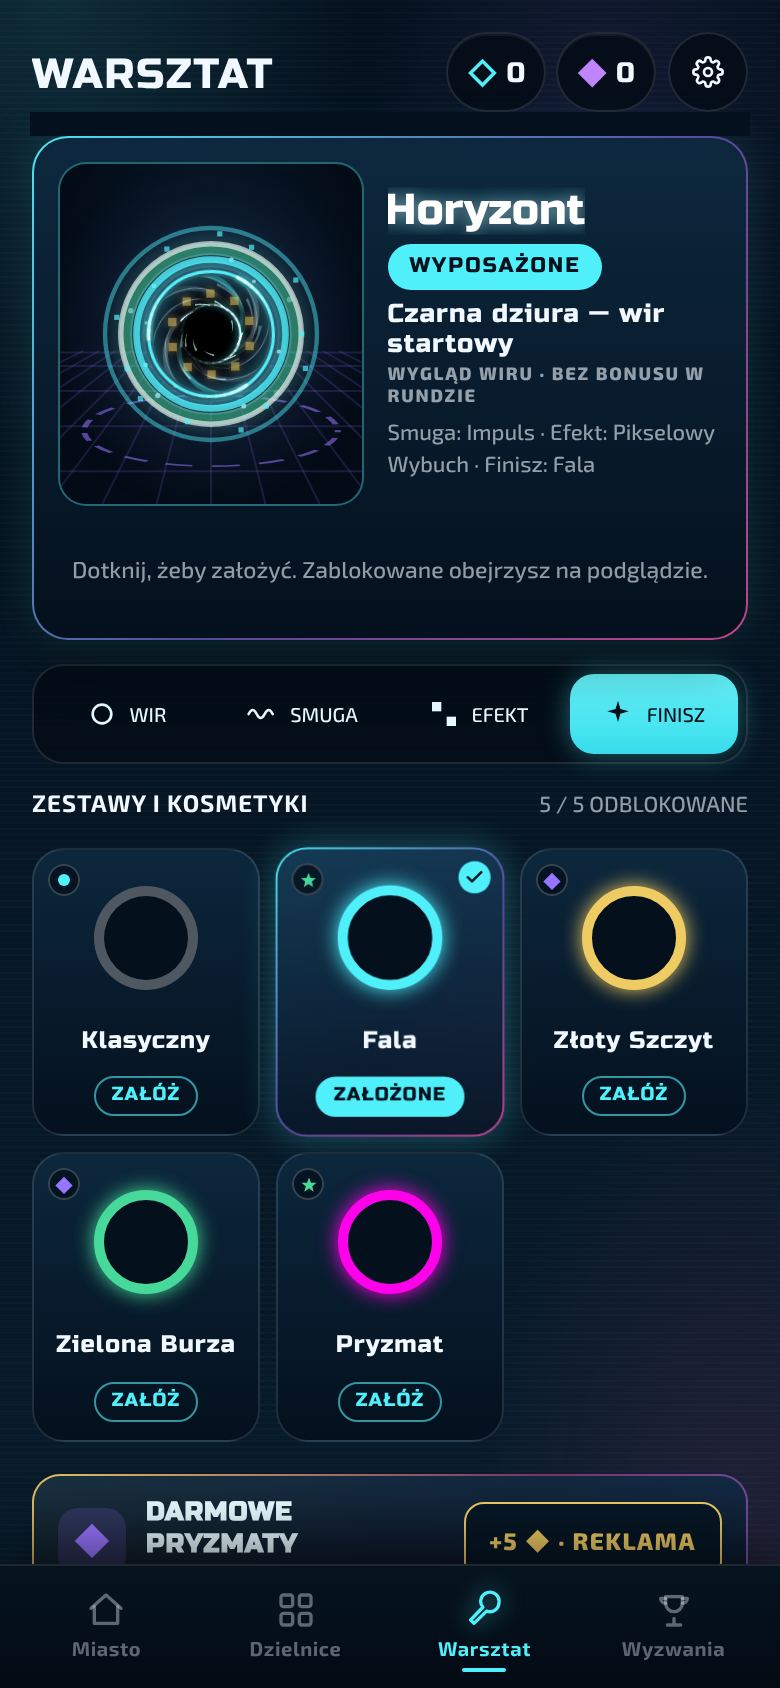 WARSZTAT
0
0
Horyzont
WYPOSAŻONE
Czarna dziura — wir
startowy
WYGLĄD WIRU · BEZ BONUSU W
RUNDZIE
Smuga: Impuls · Efekt: Pikselowy
Wybuch · Finisz: Fala
Dotknij, żeby założyć. Zablokowane obejrzysz na podglądzie.
WIR
SMUGA
EFEKT
FINISZ
ZESTAWY I KOSMETYKI
5 / 5 ODBLOKOWANE
Klasyczny
Fala
Złoty Szczyt
ZAŁÓŻ
ZAŁOŻONE
ZAŁÓŻ
Zielona Burza
Pryzmat
ZAŁÓŻ
ZAŁÓŻ
DARMOWE
PRYZMATY
+5 · REKLAMA
Miasto
Dzielnice
Warsztat
Wyzwania